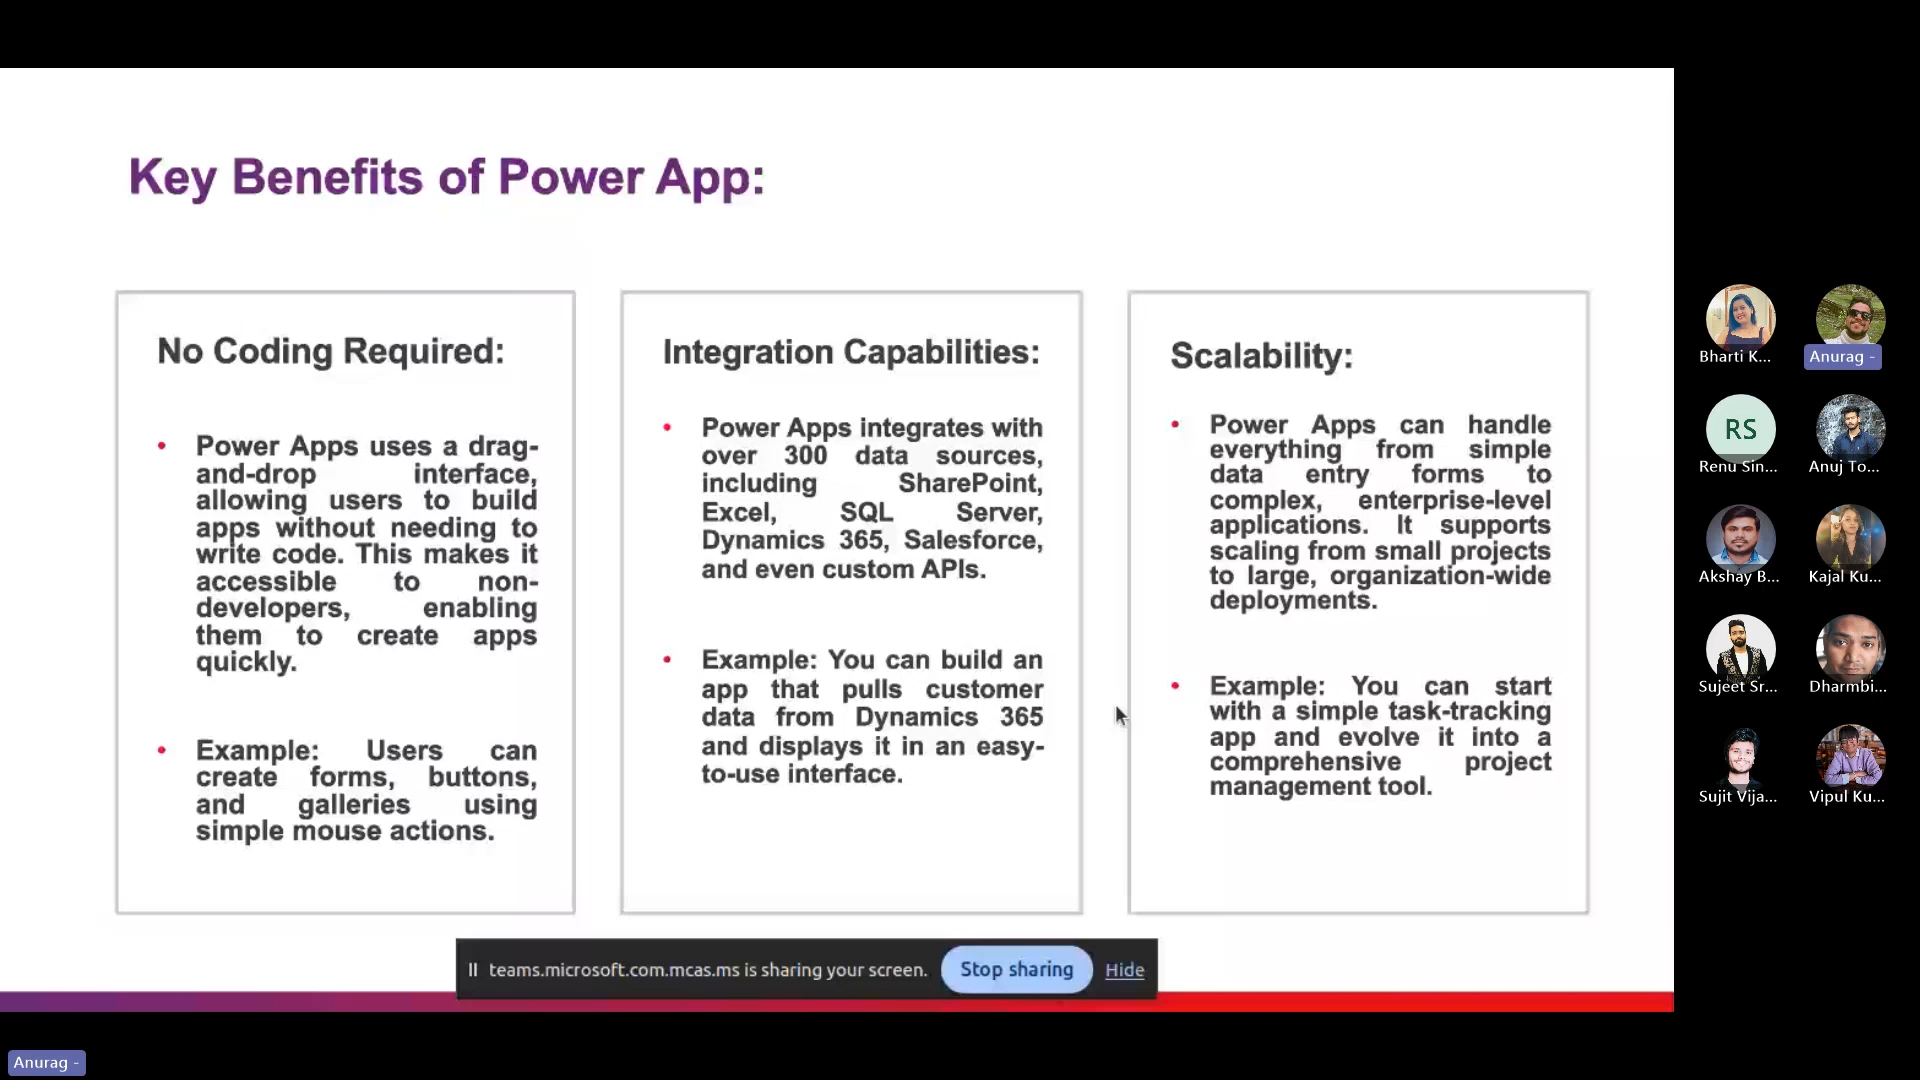 Key Benefits of Power App:
No Coding Required:
• Power Apps uses a drag-
and-drop interface,
allowing users to build
apps without needing to
write code. This makes it
accessible to non-
developers, enabling
them to create apps
quickly.
• Example: Users can
create forms, buttons,
and galleries using
simple mouse actions.
Integration Capabilities:
• Power Apps integrates with
over 300 data sources,
including SharePoint,
Excel, SQL Server,
Dynamics 365, Salesforce,
and even custom APIs.
• Example: You can build an
app that pulls customer
data from Dynamics 365
and displays it in an easy-
to-use interface.
Scalability:
• Power Apps can handle
everything from simple
data entry forms to
complex, enterprise-level
applications. It supports
scaling from small projects
to large, organization-wide
deployments.
• Example: You can start
with a simple task-tracking
app and evolve it into a
comprehensive project
management tool.
teams.microsoft.com.mcas.ms is sharing your screen. Stop sharing Hide
Bharti K... Anurag -
RS
Renu Sin... Anuj To...
Akshay B... Kajal Ku...
Sujeet Sr... Dharmbi...
Sujit Vija... Vipul Ku...
Anurag -